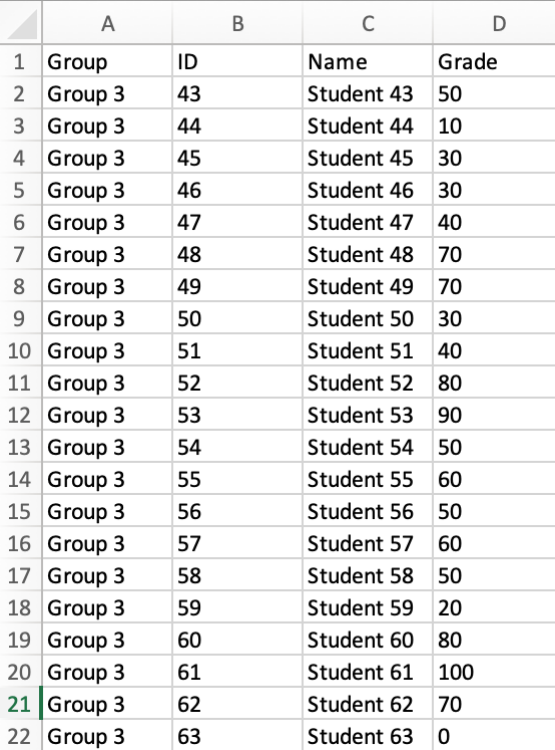 A B C D
1 Group ID Name Grade
2 Group 3 43 Student 43 50
3 Group 3 44 Student 44 10
4 Group 3 45 Student 45 30
5 Group 3 46 Student 46 30
6 Group 3 47 Student 47 40
7 Group 3 48 Student 48 70
8 Group 3 49 Student 49 70
9 Group 3 50 Student 50 30
10 Group 3 51 Student 51 40
11 Group 3 52 Student 52 80
12 Group 3 53 Student 53 90
13 Group 3 54 Student 54 50
14 Group 3 55 Student 55 60
15 Group 3 56 Student 56 50
16 Group 3 57 Student 57 60
17 Group 3 58 Student 58 50
18 Group 3 59 Student 59 20
19 Group 3 60 Student 60 80
20 Group 3 61 Student 61 100
21 Group 3 62 Student 62 70
22 Group 3 63 Student 63 0